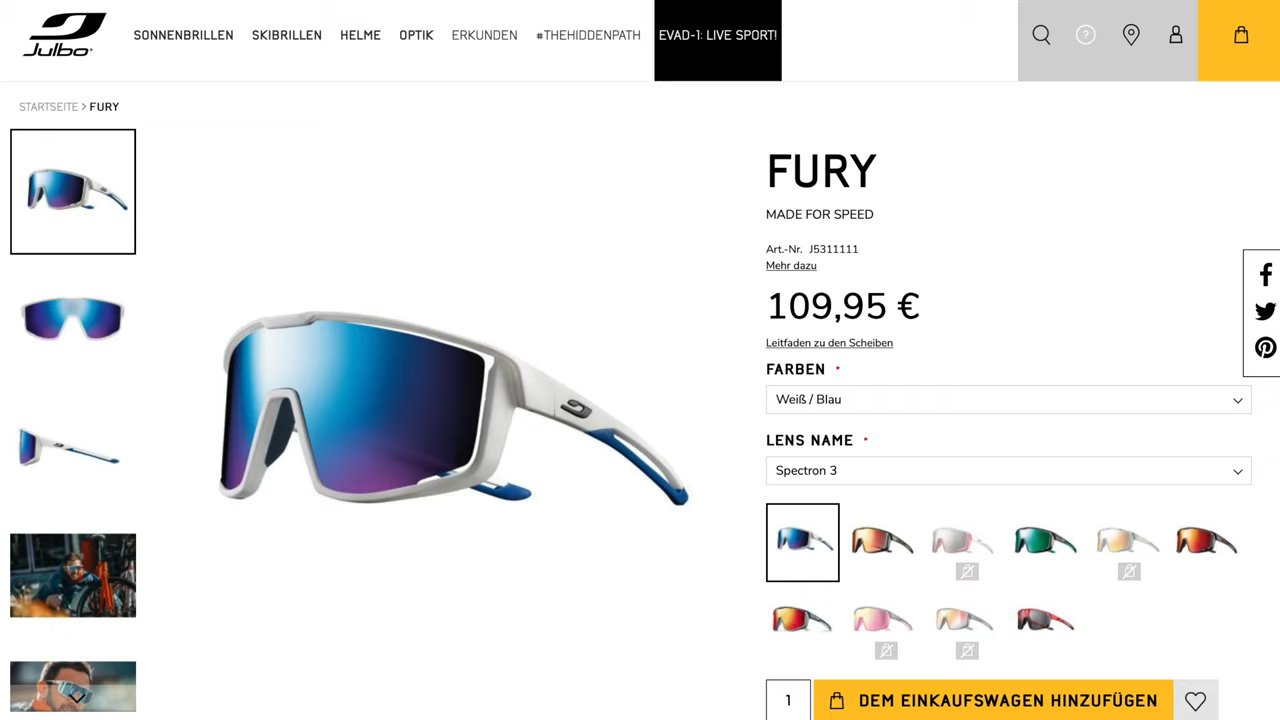 Julbo
SONNENBRILLEN SKIBRILLEN HELME OPTIK ERKUNDEN #THEHIDDENPATH EVAD-1: LIVE SPORT!
?
STARTSEITE > FURY
FURY
MADE FOR SPEED
Art.-Nr. J5311111
Mehr dazu
109,95 €
Leitfaden zu den Scheiben
FARBEN *
Weiß / Blau
LENS NAME *
Spectron 3
1 DEM EINKAUFSWAGEN HINZUFÜGEN